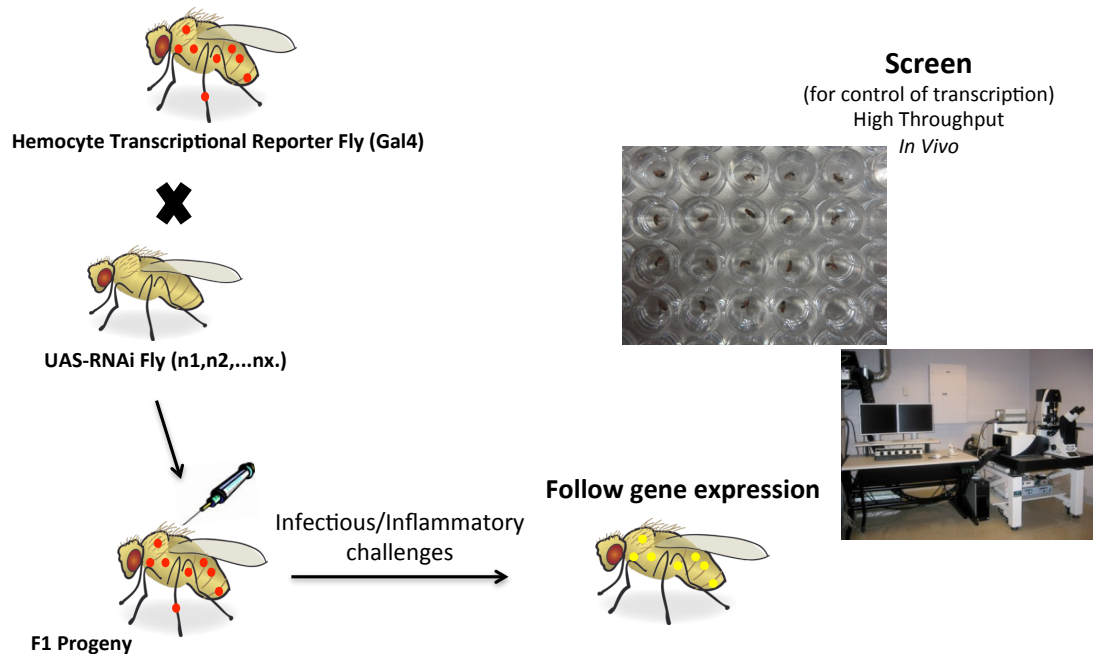 Hemocyte Transcriptional Reporter Fly (Gal4)
UAS-RNAi Fly (n1,n2,...nx.)
F1 Progeny
Infectious/Inflammatory
challenges
Follow gene expression
Screen
(for control of transcription)
High Throughput
In Vivo